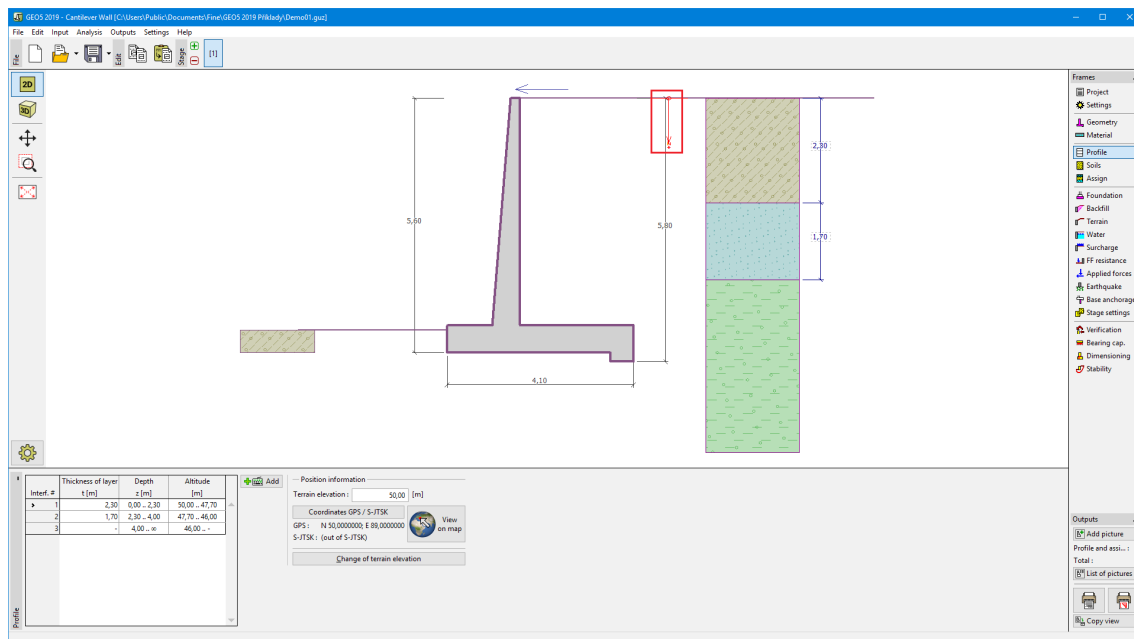 GEO5 2019 - Cantilever Wall [C:\Users\Public\Documents\Fine\GEO5 2019 Příklady\Demo01.guz]
File Edit Input Analysis Outputs Settings Help
File
Edit
Stage
[1]
2D
3D
5,60
5,80
4,10
2,30
1,70
Frames
Project
Settings
Geometry
Material
Profile
Soils
Assign
Foundation
Backfill
Terrain
Water
Surcharge
FF resistance
Applied forces
Earthquake
Base anchorage
Stage settings
Verification
Bearing cap.
Dimensioning
Stability
Profile
Interf. # Thickness of layer t [m] Depth z [m] Altitude [m]
1 2,30 0,00 .. 2,30 50,00 .. 47,70
2 1,70 2,30 .. 4,00 47,70 .. 46,00
3 - 4,00 .. ∞ 46,00 .. -
Add
Position information
Terrain elevation : 50,00 [m]
Coordinates GPS / S-JTSK
GPS : N 50,0000000; E 89,0000000
S-JTSK : (out of S-JTSK)
View on map
Change of terrain elevation
Outputs
Add picture
Profile and assi... :
Total :
List of pictures
Copy view